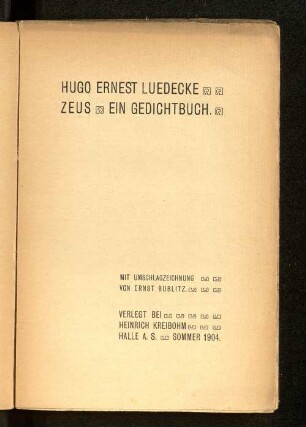 HUGO ERNEST LUEDECKE
ZEUS EIN GEDICHTBUCH.
MIT UMSCHLAGZEICHNUNG
VON ERNST BUBLITZ.
VERLEGT BEI
HEINRICH KREIBOHM
HALLE A. S. SOMMER 1904.